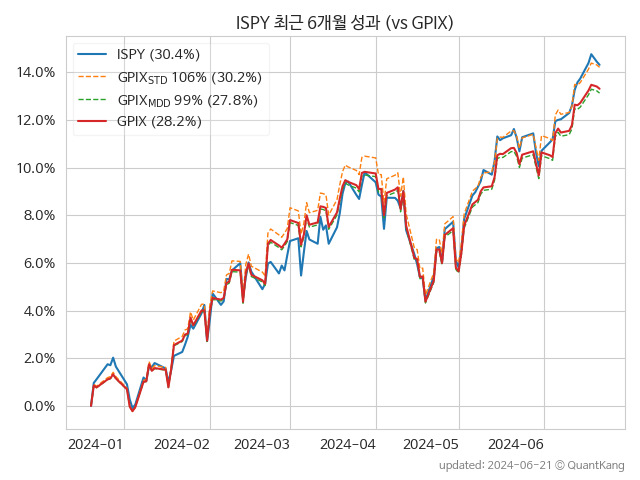 ISPY 최근 6개월 성과 (vs GPIX)
ISPY (30.4%)
GPIX_STD 106% (30.2%)
GPIX_MDD 99% (27.8%)
GPIX (28.2%)
14.0%
12.0%
10.0%
8.0%
6.0%
4.0%
2.0%
0.0%
2024-01 2024-02 2024-03 2024-04 2024-05 2024-06
updated: 2024-06-21 © QuantKang